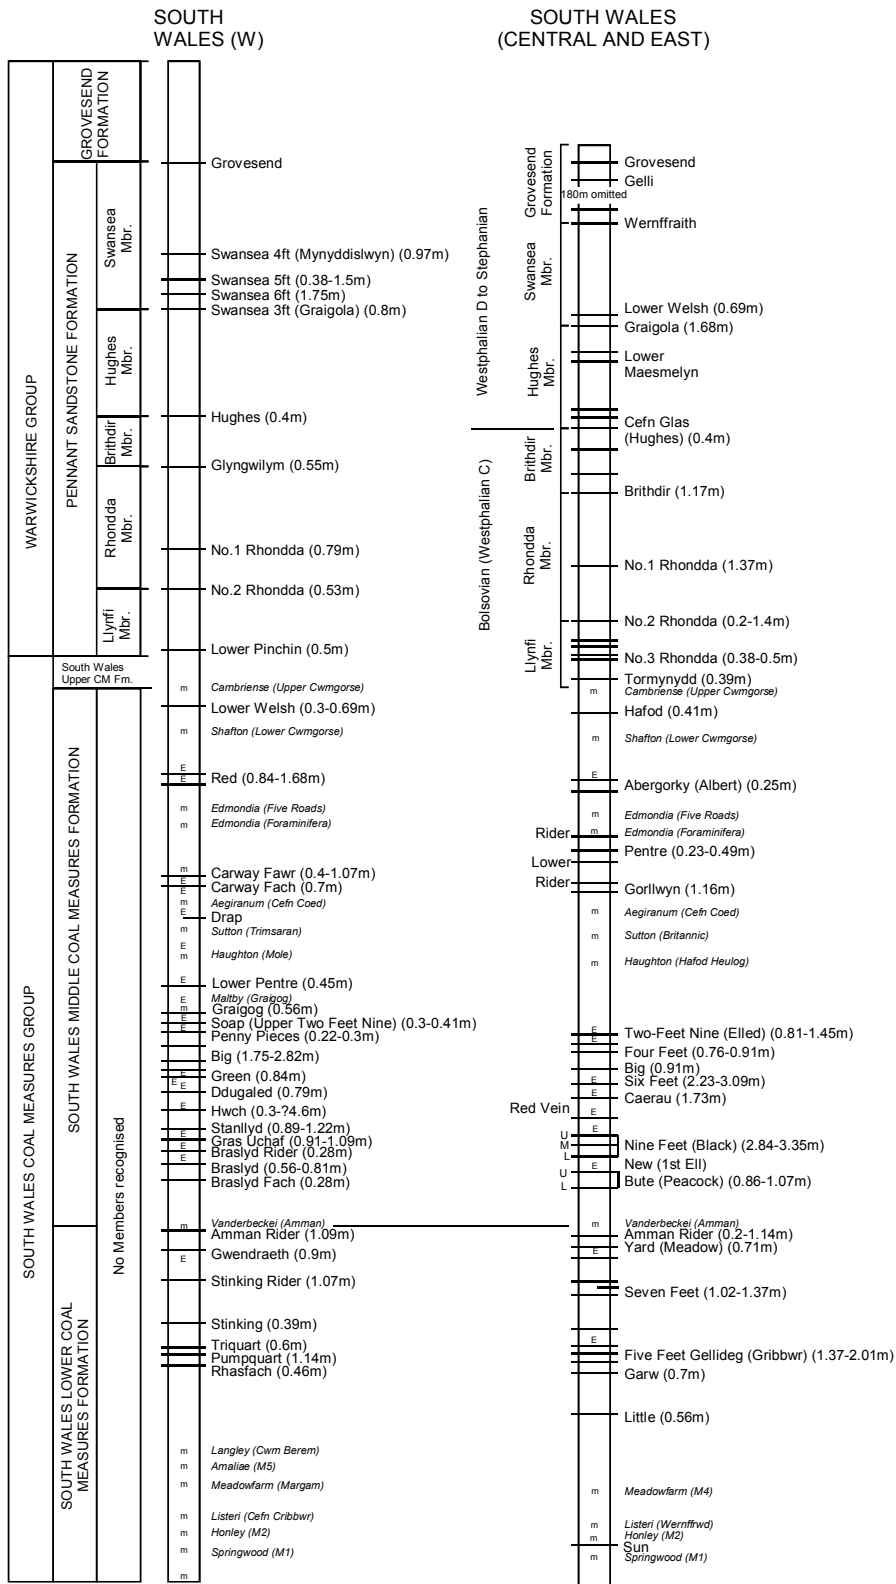 SOUTH
WALES (W)
SOUTH WALES
(CENTRAL AND EAST)
WARWICKSHIRE GROUP
SOUTH WALES COAL MEASURES GROUP
GROVESEND
FORMATION
PENNANT SANDSTONE FORMATION
South Wales
Upper CM Fm.
SOUTH WALES MIDDLE COAL MEASURES FORMATION
SOUTH WALES LOWER COAL
MEASURES FORMATION
Swansea
Mbr.
Hughes
Mbr.
Brithdir
Mbr.
Rhondda
Mbr.
Llynfi
Mbr.
No Members recognised
Grovesend
Swansea 4ft (Mynyddislwyn) (0.97m)
Swansea 5ft (0.38-1.5m)
Swansea 6ft (1.75m)
Swansea 3ft (Graigola) (0.8m)
Hughes (0.4m)
Glyngwilym (0.55m)
No.1 Rhondda (0.79m)
No.2 Rhondda (0.53m)
Lower Pinchin (0.5m)
m Cambriense (Upper Cwmgorse)
Lower Welsh (0.3-0.69m)
m Shafton (Lower Cwmgorse)
E
E Red (0.84-1.68m)
m Edmondia (Five Roads)
m Edmondia (Foraminifera)
m
Carway Fawr (0.4-1.07m)
E
E Carway Fach (0.7m)
m Aegiranum (Cefn Coed)
E
Drap
m Sutton (Trimsaran)
E
m Haughton (Mole)
E Lower Pentre (0.45m)
E Maltby (Graigog)
m Graigog (0.56m)
E Soap (Upper Two Feet Nine) (0.3-0.41m)
E Penny Pieces (0.22-0.3m)
Big (1.75-2.82m)
E Green (0.84m)
E E
Ddugaled (0.79m)
E Hwch (0.3-?4.6m)
Stanllyd (0.89-1.22m)
E Gras Uchaf (0.91-1.09m)
E Braslyd Rider (0.28m)
E Braslyd (0.56-0.81m)
Braslyd Fach (0.28m)
m Vanderbeckei (Amman)
Amman Rider (1.09m)
Gwendraeth (0.9m)
E
Stinking Rider (1.07m)
Stinking (0.39m)
Triquart (0.6m)
Pumpquart (1.14m)
Rhasfach (0.46m)
m Langley (Cwm Berem)
m Amaliae (M5)
m Meadowfarm (Margam)
m Listeri (Cefn Cribbwr)
m Honley (M2)
m Springwood (M1)
m
Westphalian D to Stephanian
Bolsovian (Westphalian C)
Grovesend
Formation
Swansea
Mbr.
Hughes
Mbr.
Brithdir
Mbr.
Rhondda
Mbr.
Llynfi
Mbr.
Grovesend
Gelli
180m omitted
Wernffraith
Lower Welsh (0.69m)
Graigola (1.68m)
Lower
Maesmelyn
Cefn Glas
(Hughes) (0.4m)
Brithdir (1.17m)
No.1 Rhondda (1.37m)
No.2 Rhondda (0.2-1.4m)
No.3 Rhondda (0.38-0.5m)
Tormynydd (0.39m)
m Cambriense (Upper Cwmgorse)
Hafod (0.41m)
m Shafton (Lower Cwmgorse)
E
Abergorky (Albert) (0.25m)
m Edmondia (Five Roads)
Rider m Edmondia (Foraminifera)
Pentre (0.23-0.49m)
Lower
Rider
Gorllwyn (1.16m)
m Aegiranum (Cefn Coed)
m Sutton (Britannic)
m Haughton (Hafod Heulog)
E Two-Feet Nine (Elled) (0.81-1.45m)
E
Four Feet (0.76-0.91m)
Big (0.91m)
E Six Feet (2.23-3.09m)
E Caerau (1.73m)
Red Vein E
E
U
M Nine Feet (Black) (2.84-3.35m)
L
E New (1st Ell)
U
Bute (Peacock) (0.86-1.07m)
L
m Vanderbeckei (Amman)
Amman Rider (0.2-1.14m)
E Yard (Meadow) (0.71m)
Seven Feet (1.02-1.37m)
E
Five Feet Gellideg (Gribbwr) (1.37-2.01m)
Garw (0.7m)
Little (0.56m)
m Meadowfarm (M4)
m Listeri (Wernffrwd)
m Honley (M2)
Sun
m Springwood (M1)